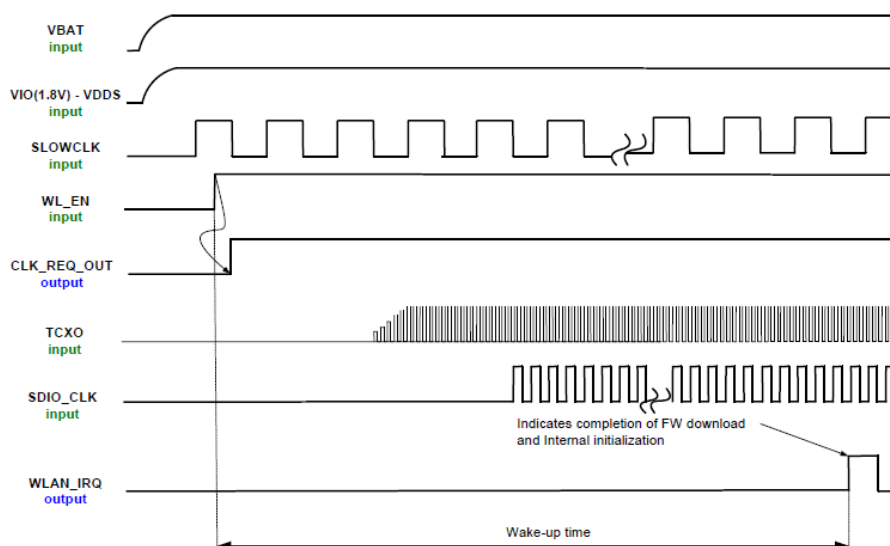 VBAT
input
VIO(1.8V) - VDDS
input
SLOWCLK
input
WL_EN
input
CLK_REQ_OUT
output
TCXO
input
SDIO_CLK
input
Indicates completion of FW download
and Internal initialization
WLAN_IRQ
output
Wake-up time